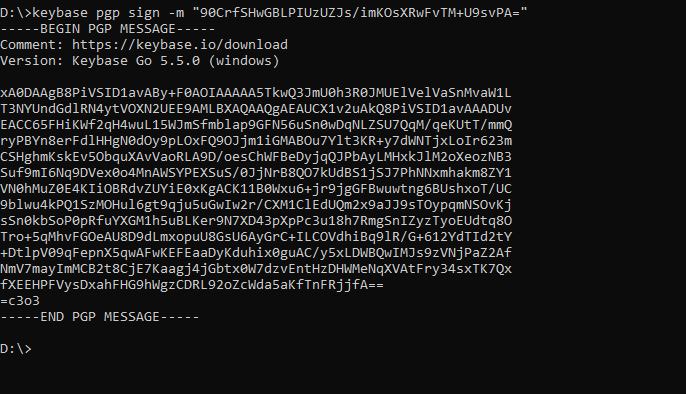 D:\>keybase pgp sign -m "90CrfSHwGBLPIUzUZJs/imKOsXRwFvTM+U9svPA="
-----BEGIN PGP MESSAGE-----
Comment: https://keybase.io/download
Version: Keybase Go 5.5.0 (windows)
xA0DAAgB8PiVSID1avABy+F0AOIAAAAA5TkwQ3JmU0h3R0JMUElVelVaSnMvaW1L
T3NYUndGdlRN4ytVOXN2UEE9AMLBXAQAAQgAEAUCX1v2uAkQ8PiVSID1avAAADUv
EACC65FHiKWf2qH4wuL15WJmSfmblap9GFN56uSn0wDqNLZSU7QqM/qeKUtT/mmQ
ryPBYn8erFdlHHgN0dOy9pLOxFQ9OJjm1iGMABOu7Ylt3KR+y7dWNTjxLoIr623m
CSHghmKskEv5ObquXAvVaoRLA9D/oesChWFBeDyjqQJPbAyLMHxkJlM2oXeozNB3
Suf9mI6Nq9DVex0o4MnAWSYPEXSuS/0JjNrB8QO7kUdBS1jSJ7PhNNxmhakm8ZY1
VN0hMuZ0E4KIiOBRdvZUYiE0xKgACK11B0Wxu6+jr9jgGFBwuwtng6BUshxoT/UC
9blwu4kPQ1SzMOHul6gt9qju5uGwIw2r/CXM1ClEdUQm2x9aJJ9sTOypqmNSOvKj
sSn0kbSoP0pRfuYXGM1h5uBLKer9N7XD43pXpPc3u18h7RmgSnIZyzTyoEUdtq8O
Tro+5qMhvFGOeAU8D9dLmxopuU8GsU6AyGrC+ILCOVdhiBq9lR/G+612YdTId2tY
+DtlpV09qFepnX5qwAFwKEFEaaDyKduhix0guAC/y5xLDWBQwIMJs9zVNjPaZ2Af
NmV7mayImMCB2t8CjE7Kaagj4jGbtx0W7dzvEntHzDHWMeNqXVAtFry34sxTK7Qx
fXEEHPFVysDxahFHG9hWgzCDRL92oZcWda5aKfTnFRjjfA==
=c3o3
-----END PGP MESSAGE-----
D:\>